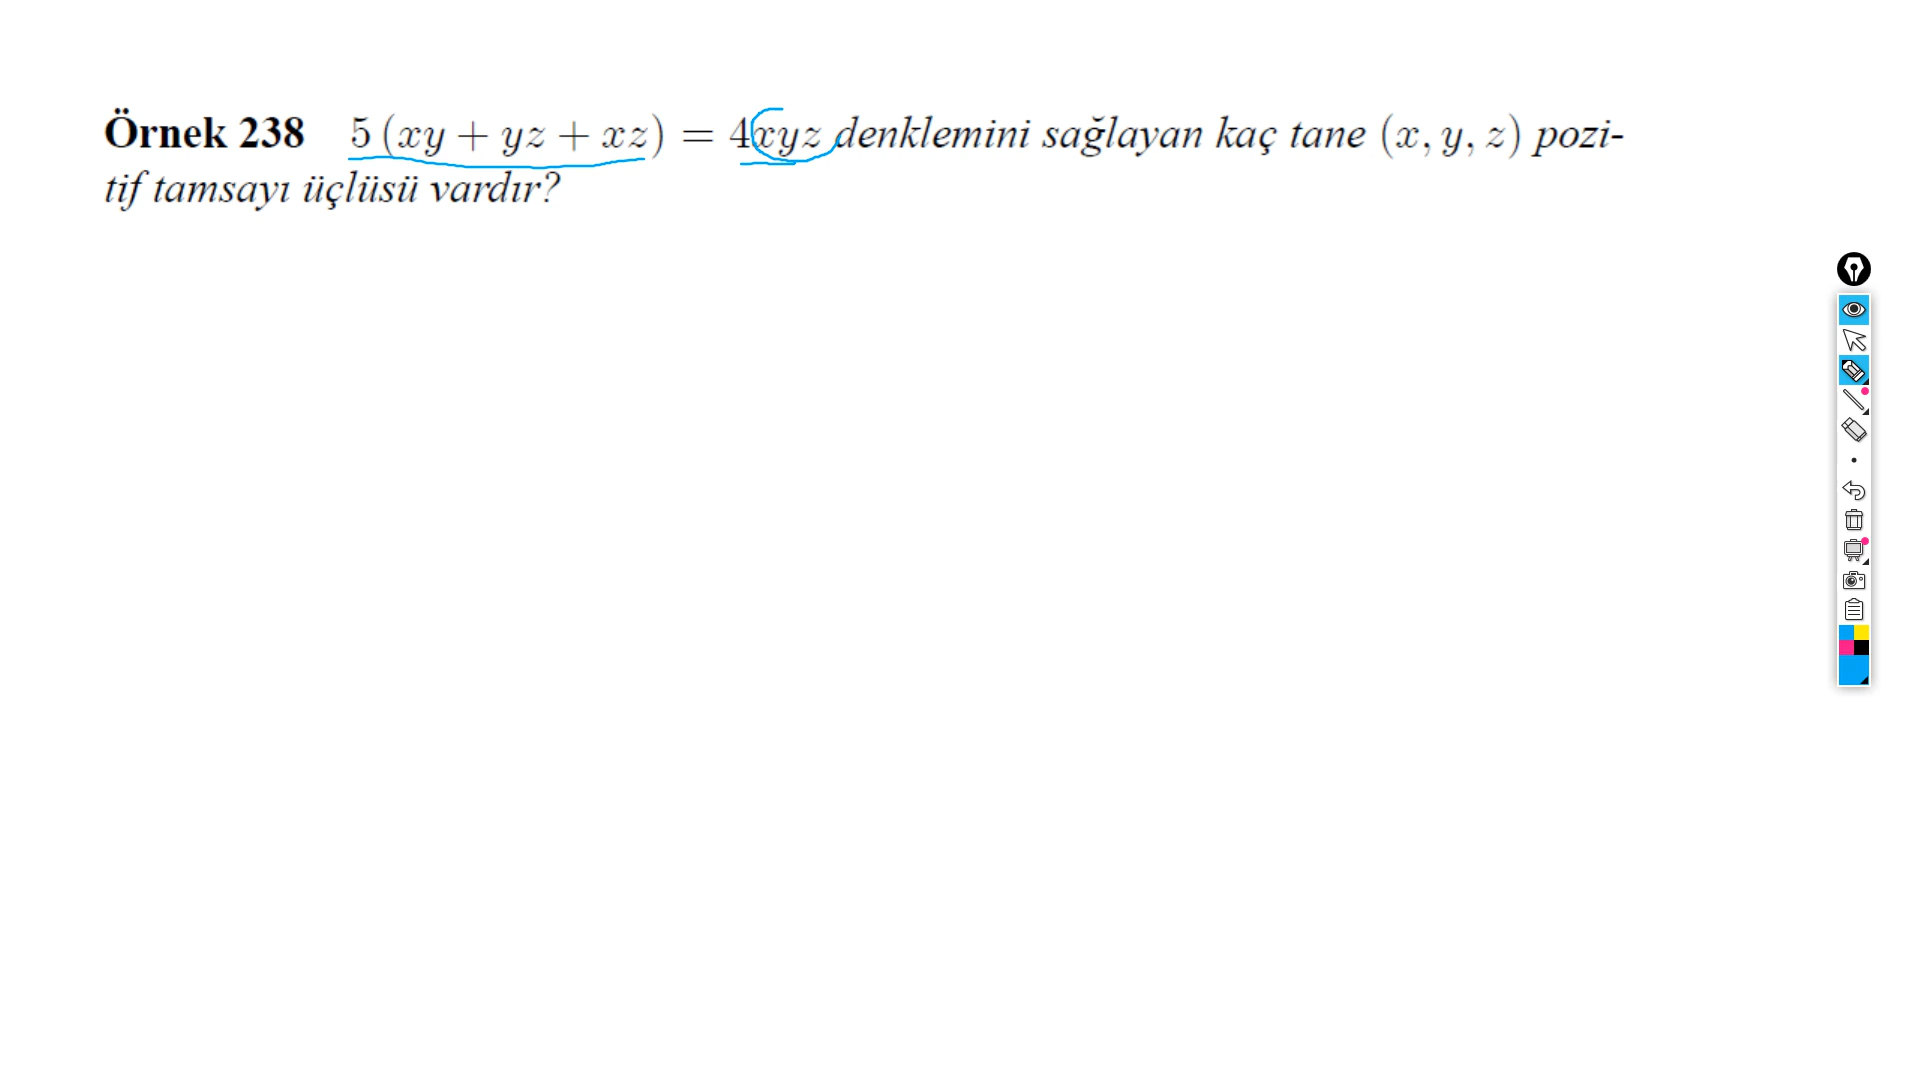 Örnek 238 5 (xy + yz + xz) = 4xyz denklemini sağlayan kaç tane (x, y, z) pozi-
tif tamsayı üçlüsü vardır?